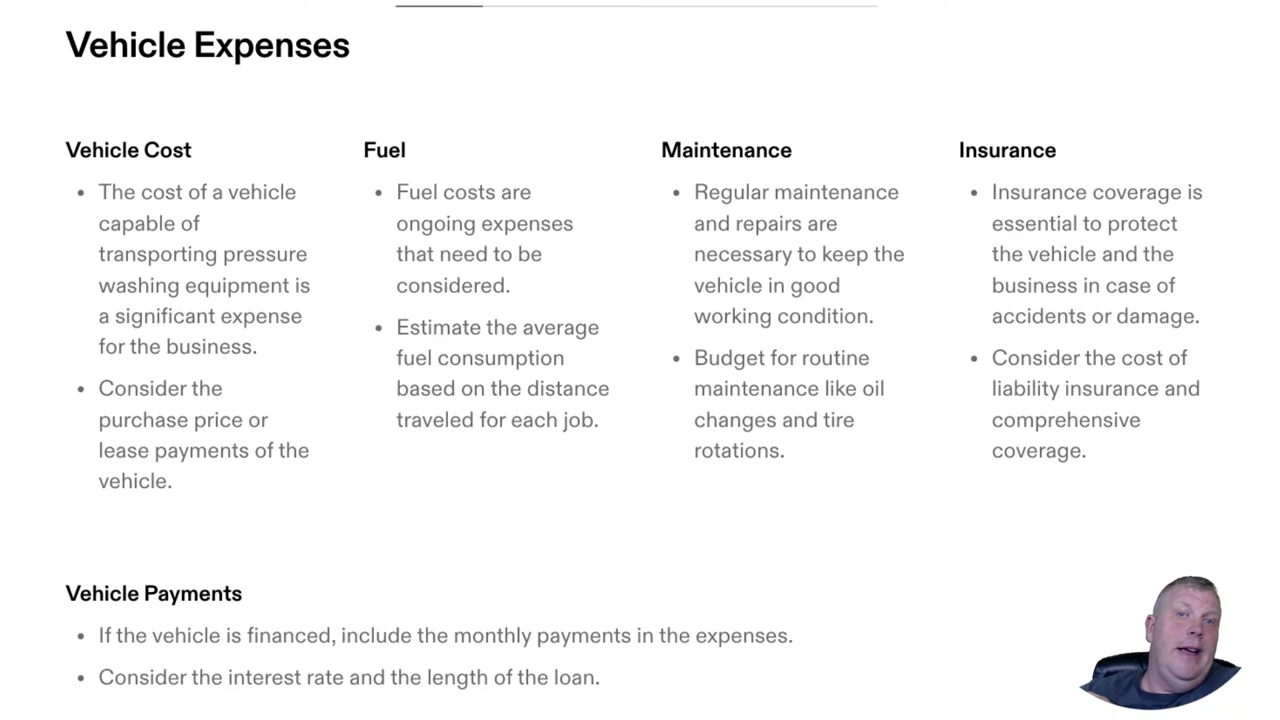 Vehicle Expenses
Vehicle Cost
• The cost of a vehicle
capable of
transporting pressure
washing equipment is
a significant expense
for the business.
• Consider the
purchase price or
lease payments of the
vehicle.
Fuel
• Fuel costs are
ongoing expenses
that need to be
considered.
• Estimate the average
fuel consumption
based on the distance
traveled for each job.
Maintenance
• Regular maintenance
and repairs are
necessary to keep the
vehicle in good
working condition.
• Budget for routine
maintenance like oil
changes and tire
rotations.
Insurance
• Insurance coverage is
essential to protect
the vehicle and the
business in case of
accidents or damage.
• Consider the cost of
liability insurance and
comprehensive
coverage.
Vehicle Payments
• If the vehicle is financed, include the monthly payments in the expenses.
• Consider the interest rate and the length of the loan.